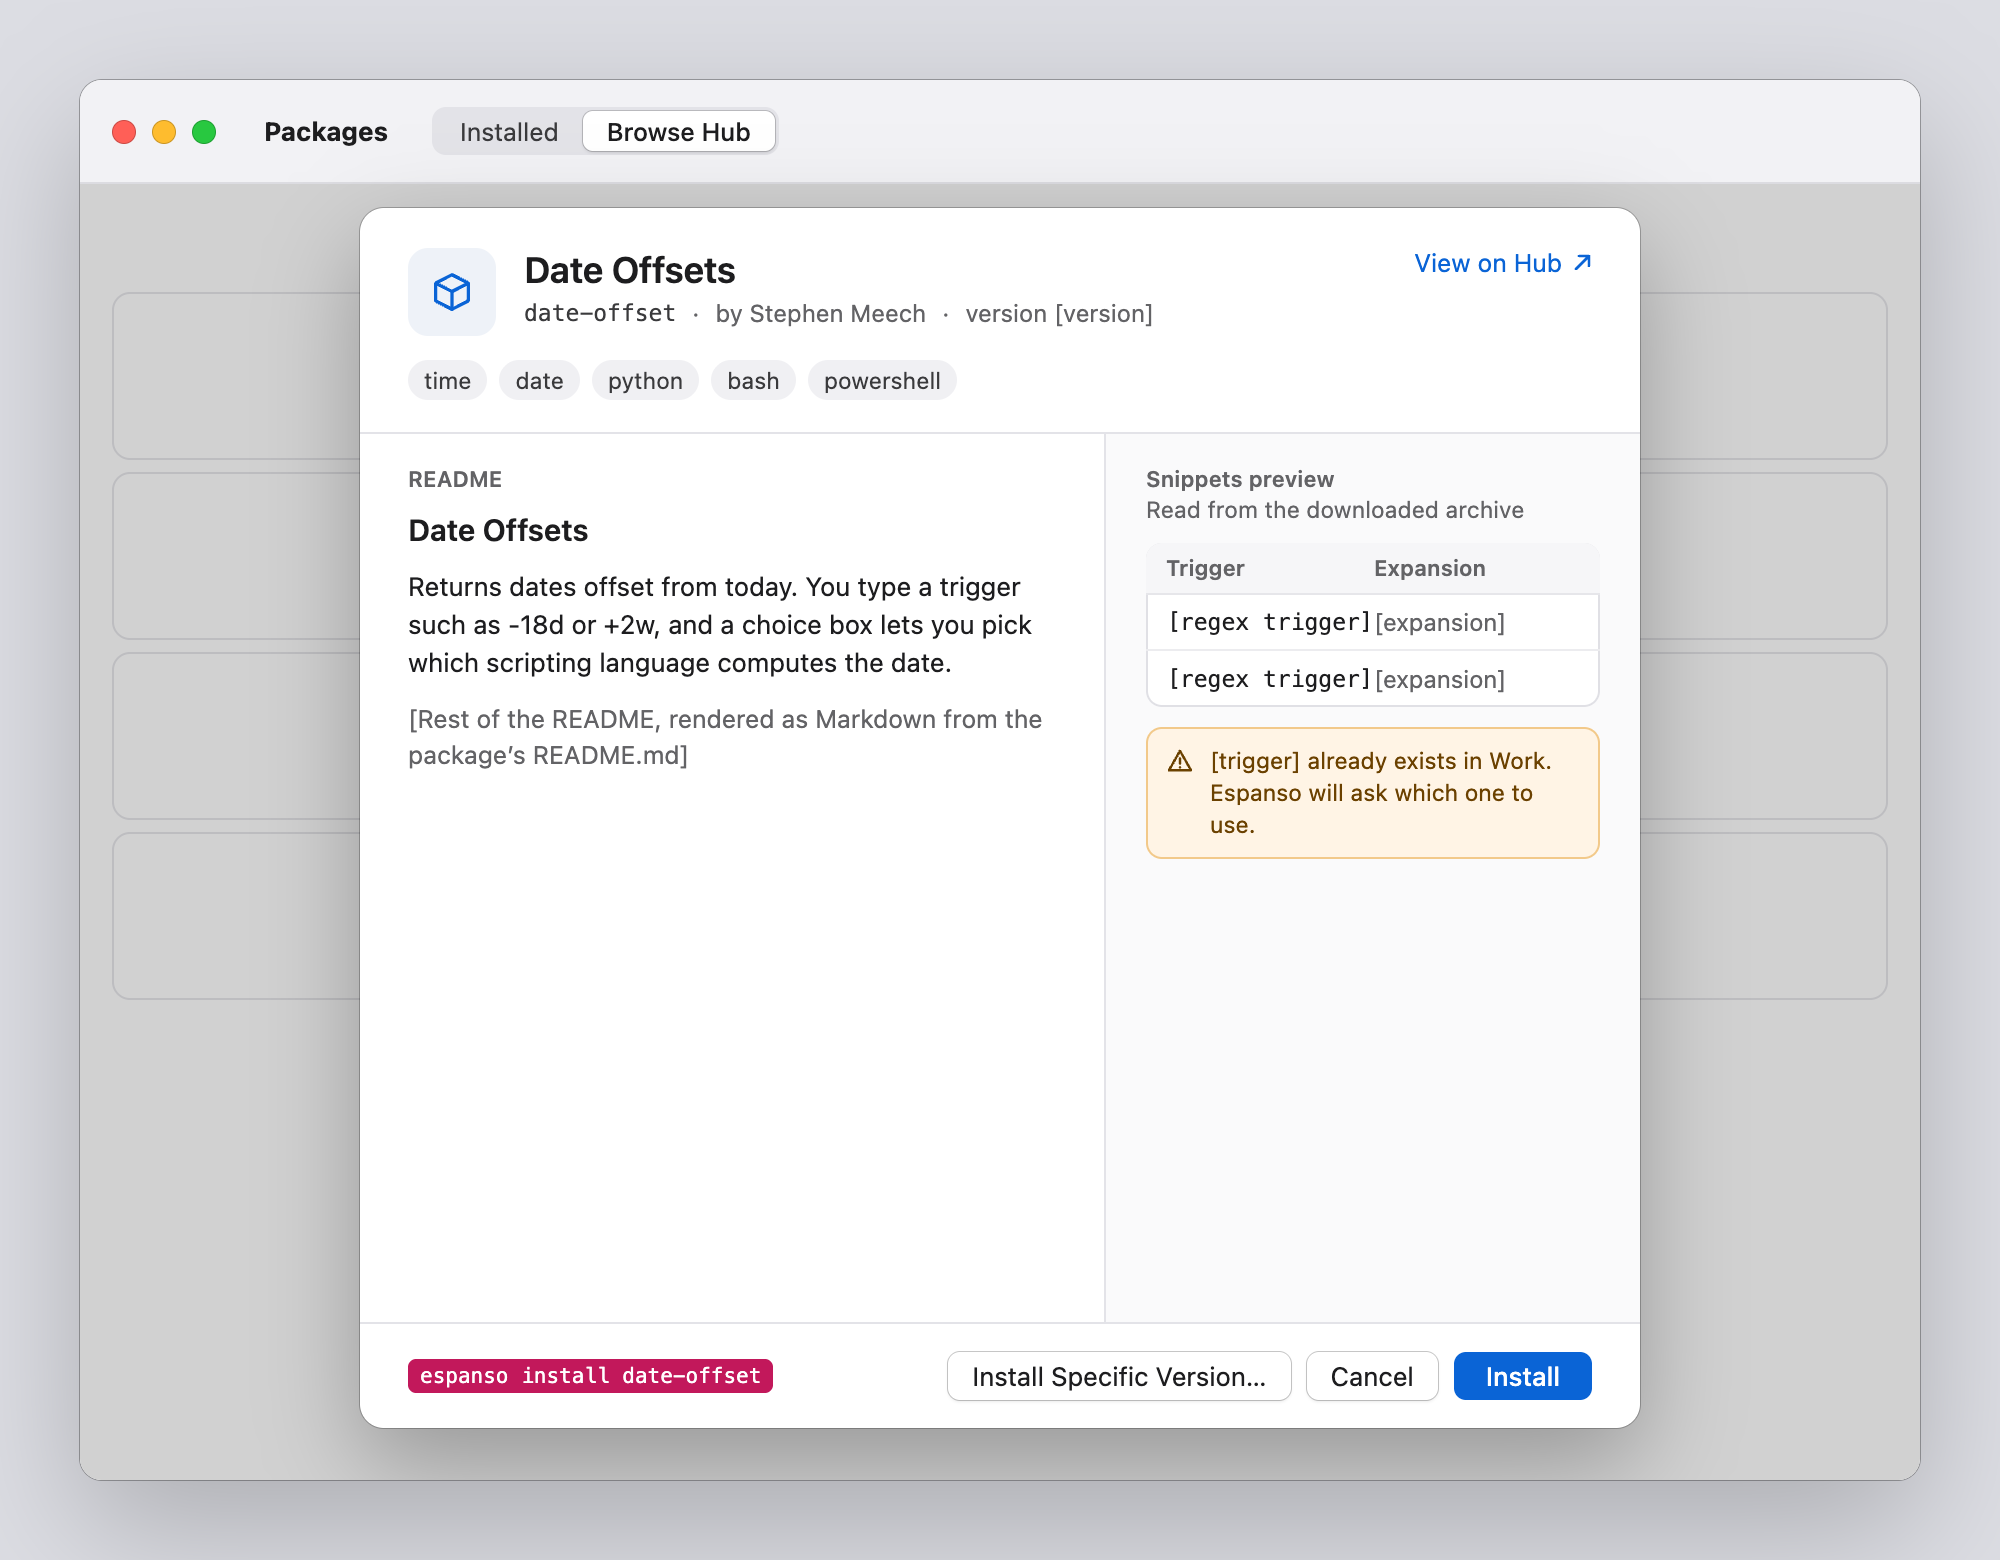 Packages
Installed
Browse Hub
Date Offsets
View on Hub ↗
date-offset · by Stephen Meech · version [version]
time
date
python
bash
powershell
README
Date Offsets
Returns dates offset from today. You type a trigger
such as -18d or +2w, and a choice box lets you pick
which scripting language computes the date.
[Rest of the README, rendered as Markdown from the
package’s README.md]
Snippets preview
Read from the downloaded archive
Trigger Expansion
[regex trigger] [expansion]
[regex trigger] [expansion]
[trigger] already exists in Work.
Espanso will ask which one to
use.
espanso install date-offset
Install Specific Version...
Cancel
Install